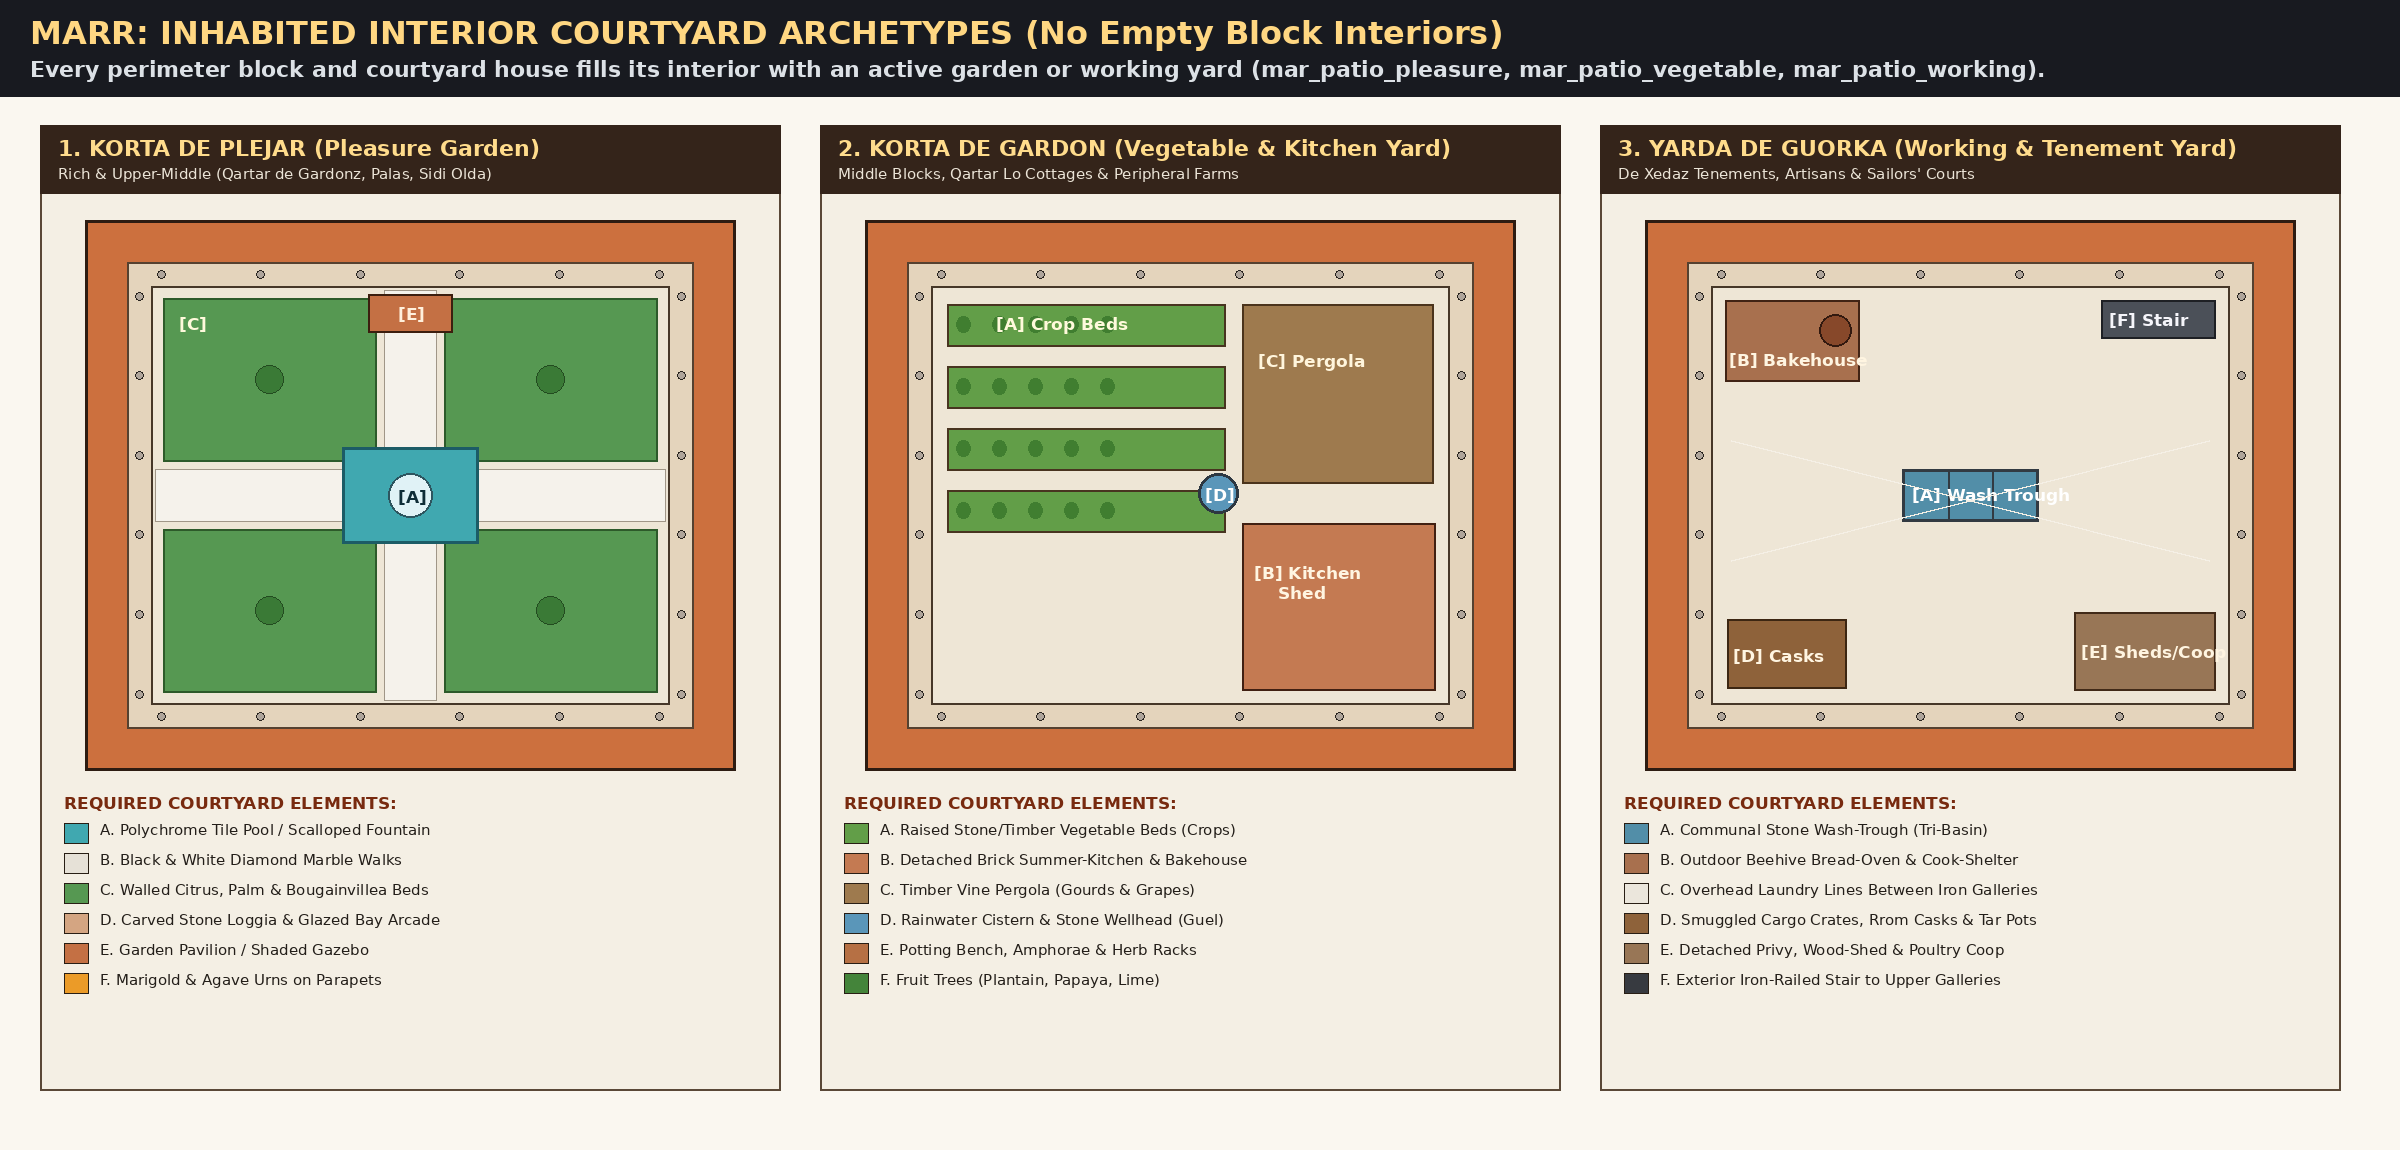 MARR: INHABITED INTERIOR COURTYARD ARCHETYPES (No Empty Block Interiors)
Every perimeter block and courtyard house fills its interior with an active garden or working yard (mar_patio_pleasure, mar_patio_vegetable, mar_patio_working).
1. KORTA DE PLEJAR (Pleasure Garden)
Rich & Upper-Middle (Qartar de Gardonz, Palas, Sidi Olda)
[E]
[C]
[A]
REQUIRED COURTYARD ELEMENTS:
A. Polychrome Tile Pool / Scalloped Fountain
B. Black & White Diamond Marble Walks
C. Walled Citrus, Palm & Bougainvillea Beds
D. Carved Stone Loggia & Glazed Bay Arcade
E. Garden Pavilion / Shaded Gazebo
F. Marigold & Agave Urns on Parapets
2. KORTA DE GARDON (Vegetable & Kitchen Yard)
Middle Blocks, Qartar Lo Cottages & Peripheral Farms
[A] Crop Beds
[C] Pergola
[D]
[B] Kitchen
Shed
REQUIRED COURTYARD ELEMENTS:
A. Raised Stone/Timber Vegetable Beds (Crops)
B. Detached Brick Summer-Kitchen & Bakehouse
C. Timber Vine Pergola (Gourds & Grapes)
D. Rainwater Cistern & Stone Wellhead (Guel)
E. Potting Bench, Amphorae & Herb Racks
F. Fruit Trees (Plantain, Papaya, Lime)
3. YARDA DE GUORKA (Working & Tenement Yard)
De Xedaz Tenements, Artisans & Sailors' Courts
[F] Stair
[B] Bakehouse
[A] Wash Trough
[D] Casks
[E] Sheds/Coop
REQUIRED COURTYARD ELEMENTS:
A. Communal Stone Wash-Trough (Tri-Basin)
B. Outdoor Beehive Bread-Oven & Cook-Shelter
C. Overhead Laundry Lines Between Iron Galleries
D. Smuggled Cargo Crates, Rrom Casks & Tar Pots
E. Detached Privy, Wood-Shed & Poultry Coop
F. Exterior Iron-Railed Stair to Upper Galleries